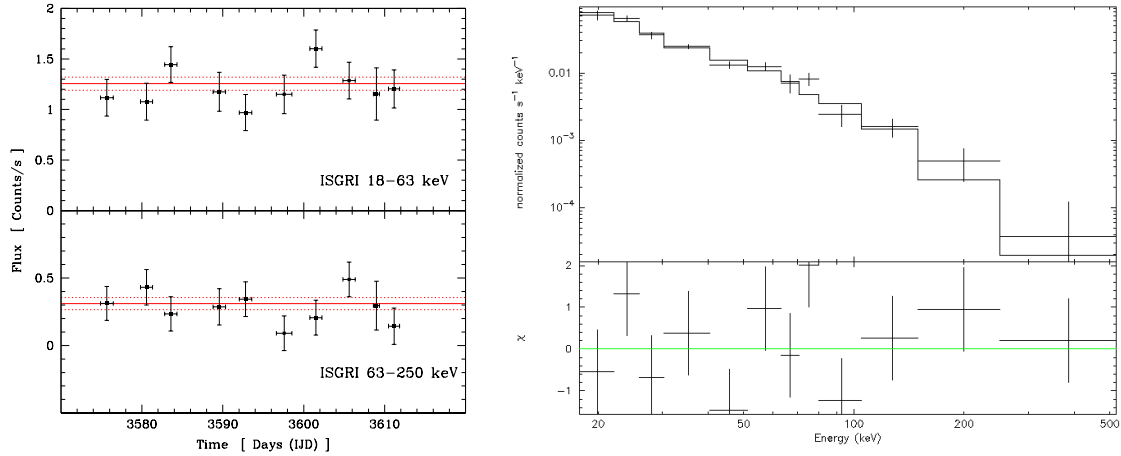 2
1.5
1
0.5
0
ISGRI 18-63 keV
0.5
0
ISGRI 63-250 keV
Flux [ Counts/s ]
3580 3590 3600 3610
Time [ Days (IJD) ]
normalized counts s⁻¹ keV⁻¹
0.01
10⁻³
10⁻⁴
χ
2
1
0
−1
20 50 100 200 500
Energy (keV)